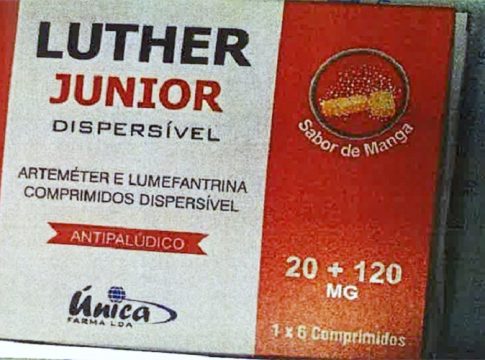 LUTHER
JUNIOR
DISPERSÍVEL
ARTEMÉTER E LUMEFANTRINA
COMPRIMIDOS DISPERSÍVEL
ANTIPALÚDICO
Única
FARMA LDA
Sabor de Manga
20 + 120
MG
1 x 6 Comprimidos